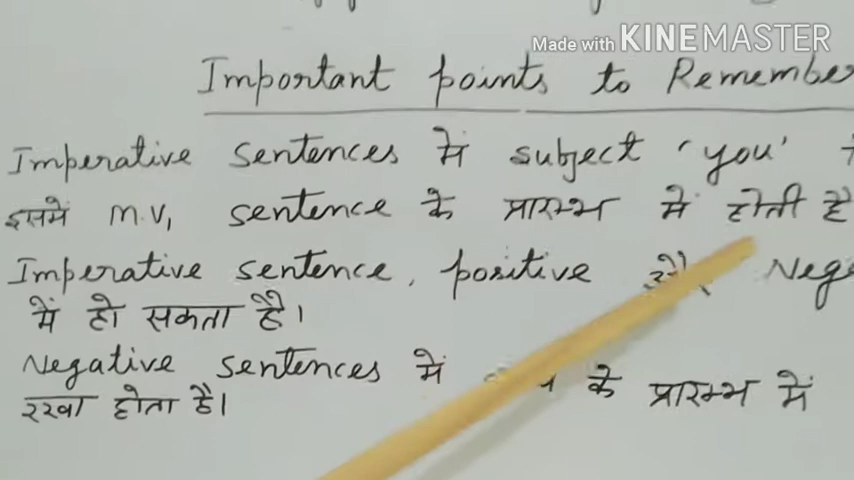 Made with KINEMASTER
Important points to Remember
Imperative sentences में subject 'you'
इसमें m.v₁ sentence के प्रारम्भ में होती है
Imperative sentence, positive
में हो सकता है।
Negative sentences में के प्रारम्भ में
रखा होता है।